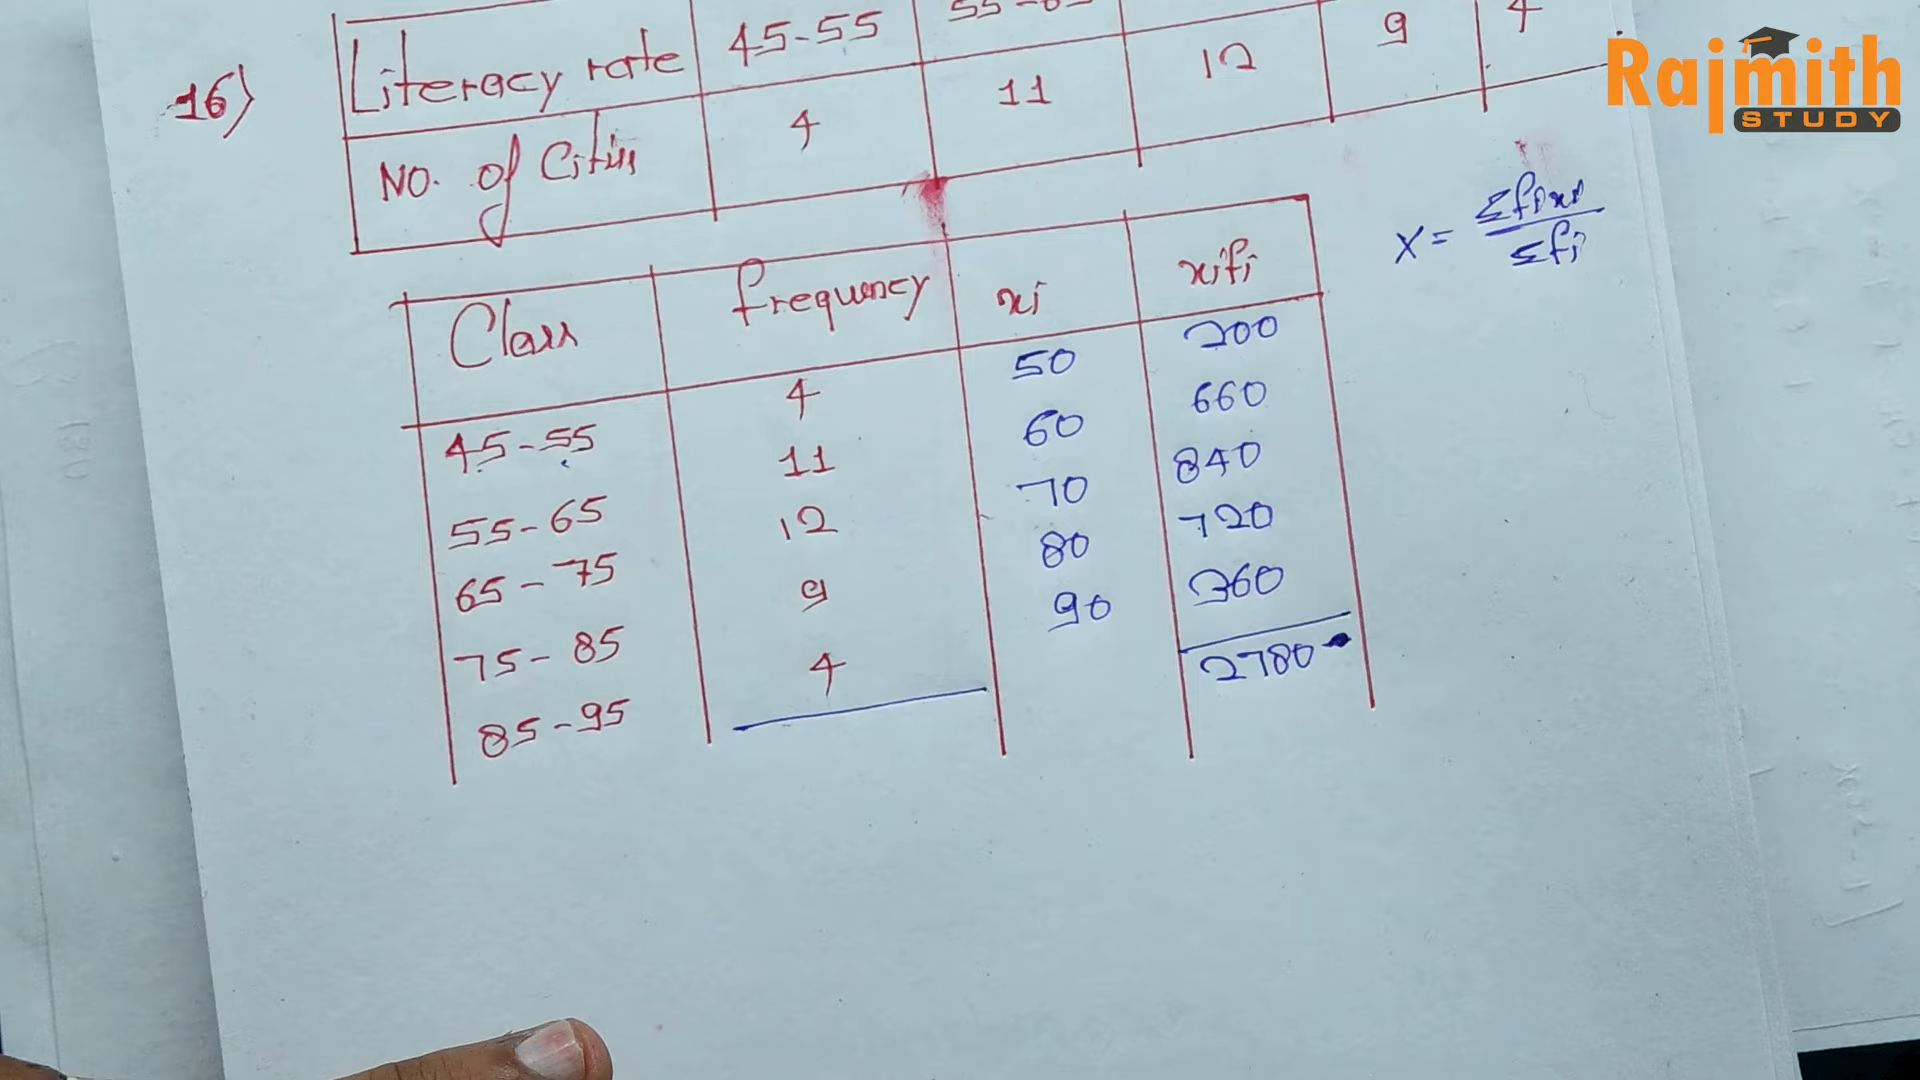 Rajmith
STUDY
16)
Literacy rate 45-55
No. of Cities 4 11 12 9 4
X = Σfixi / Σfi
Class frequency xi xifi
45-55 4 50 200
55-65 11 60 660
65-75 12 70 840
75-85 9 80 720
85-95 4 90 360
2780